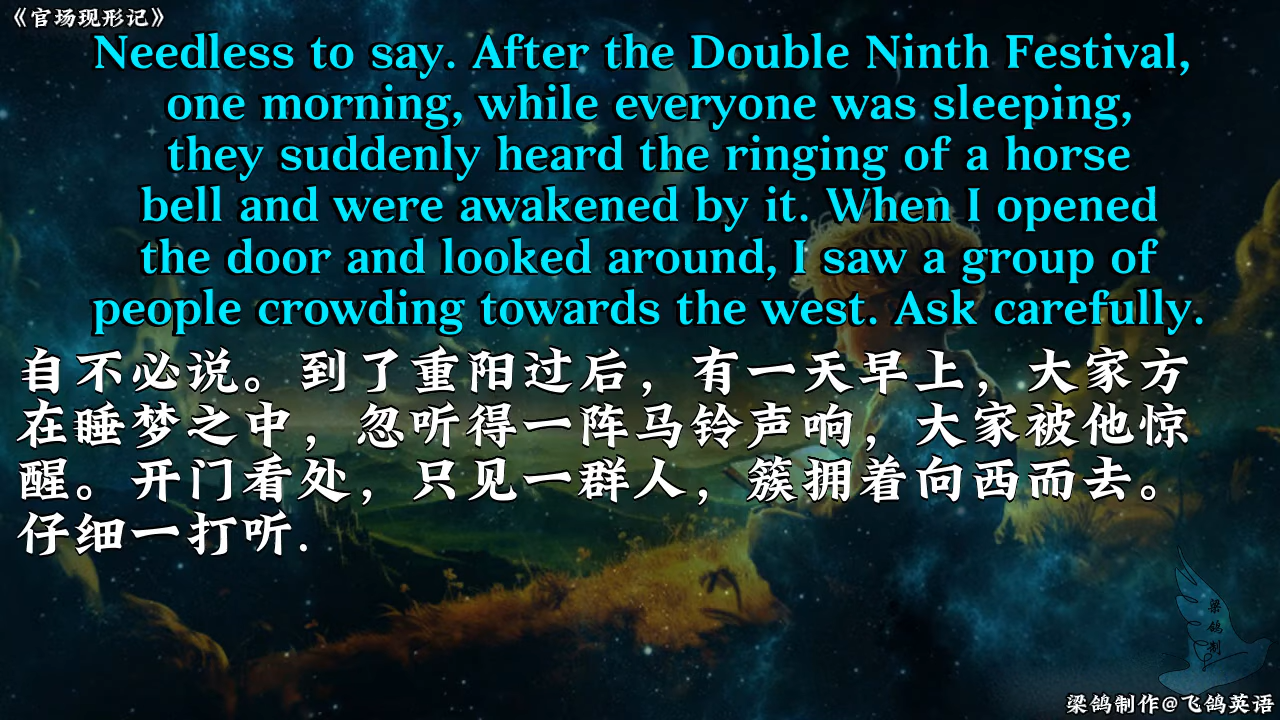 《官场现形记》
Needless to say. After the Double Ninth Festival,
one morning, while everyone was sleeping,
they suddenly heard the ringing of a horse
bell and were awakened by it. When I opened
the door and looked around, I saw a group of
people crowding towards the west. Ask carefully.
自不必说。到了重阳过后，有一天早上，大家方
在睡梦之中，忽听得一阵马铃声响，大家被他惊
醒。开门看处，只见一群人，簇拥着向西而去。
仔细一打听.
梁鸽制
梁鸽制作@飞鸽英语